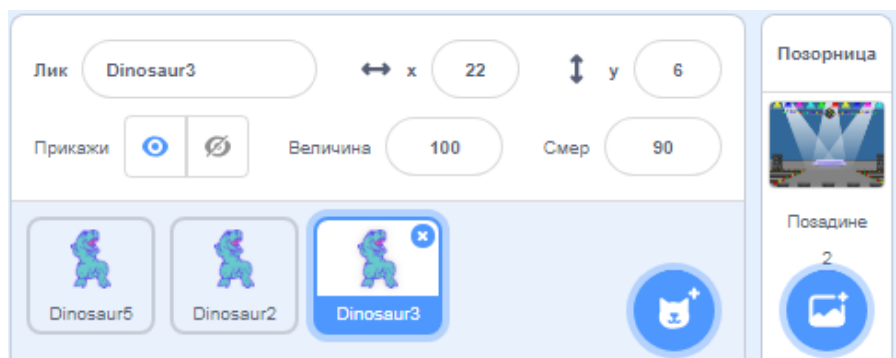 Лик Dinosaur3 x 22 y 6
Прикажи Величина 100 Смер 90
Dinosaur5 Dinosaur2 Dinosaur3
Позорница
Позадине
2